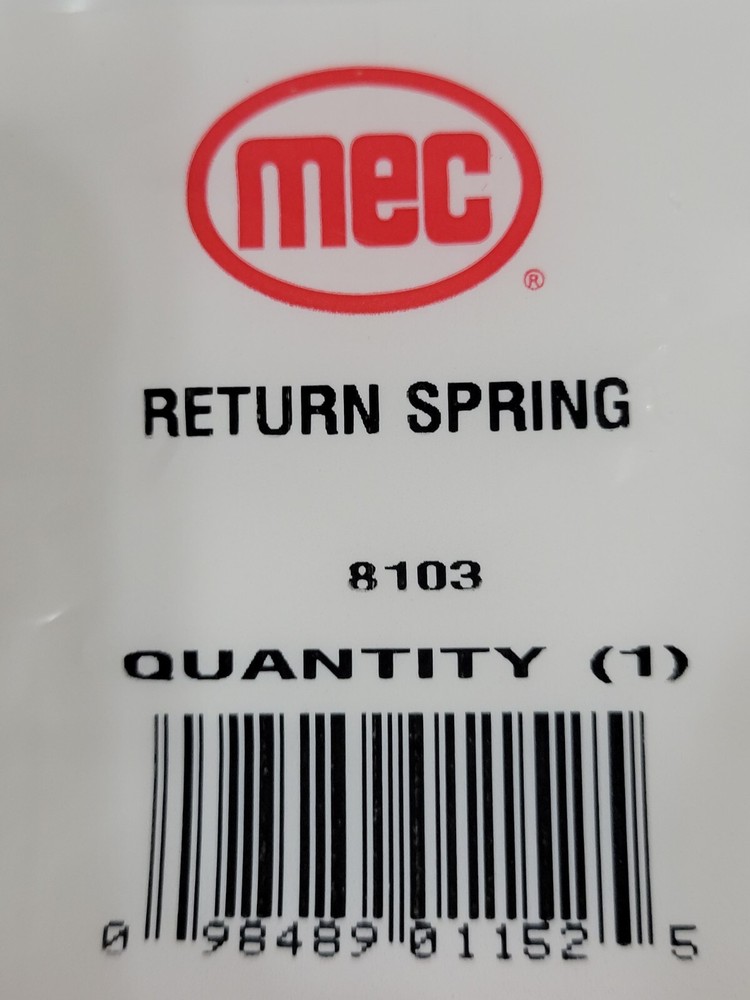 mec
®
RETURN SPRING
8103
QUANTITY (1)
0 98489 01152 5